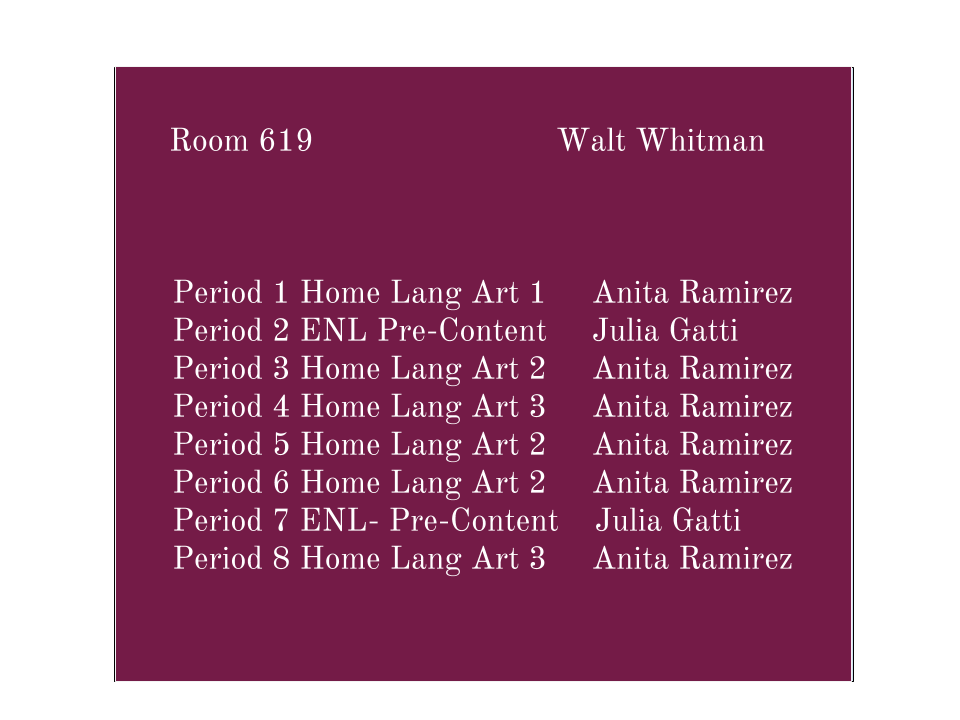 Room 619 Walt Whitman
Period 1 Home Lang Art 1 Anita Ramirez
Period 2 ENL Pre-Content Julia Gatti
Period 3 Home Lang Art 2 Anita Ramirez
Period 4 Home Lang Art 3 Anita Ramirez
Period 5 Home Lang Art 2 Anita Ramirez
Period 6 Home Lang Art 2 Anita Ramirez
Period 7 ENL- Pre-Content Julia Gatti
Period 8 Home Lang Art 3 Anita Ramirez